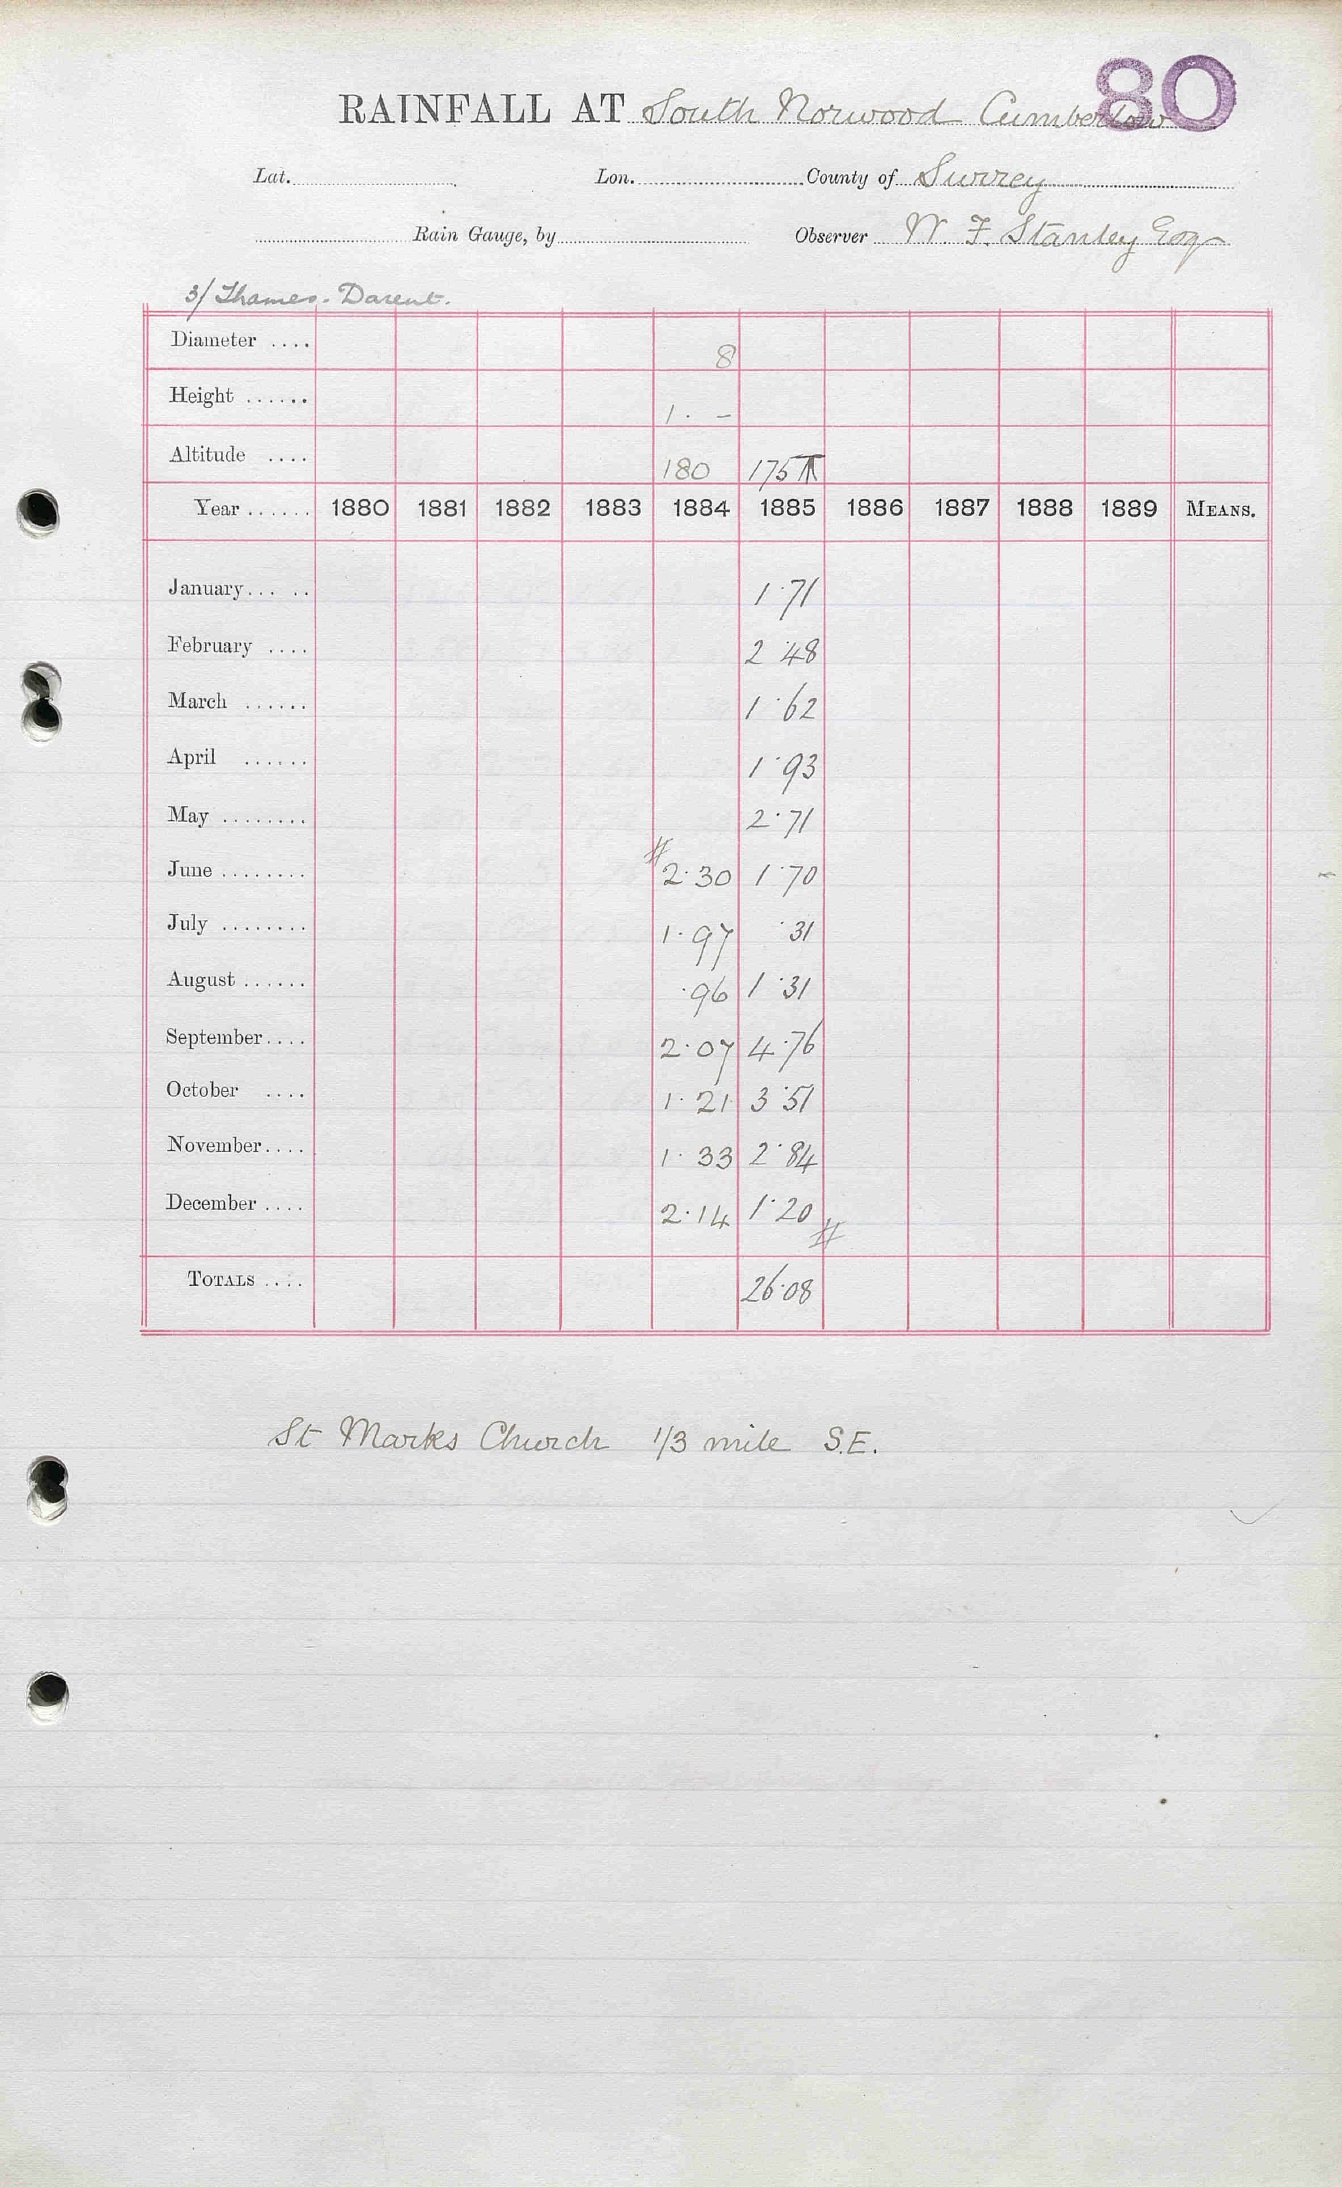 80
RAINFALL AT South Norwood Cumberlow
Lat. Lon. County of Surrey
Rain Gauge, by Observer W. F. Stanley Esqr
3/ Thames. Darent.
Diameter .... 8
Height ...... 1 . -
Altitude .... 180 175
Year ...... 1880 1881 1882 1883 1884 1885 1886 1887 1888 1889 MEANS.
January ... .. 1.71
February .... 2.48
March ...... 1.62
April ...... 1.93
May ........ 2.71
June ........ # 2.30 1.70
July ........ 1.97 .31
August ...... .96 1.31
September .... 2.07 4.76
October .... 1.21 3.51
November .... 1.33 2.84
December .... 2.14 1.20 #
TOTALS .... 26.08
St Marks Church 1/3 mile S.E.